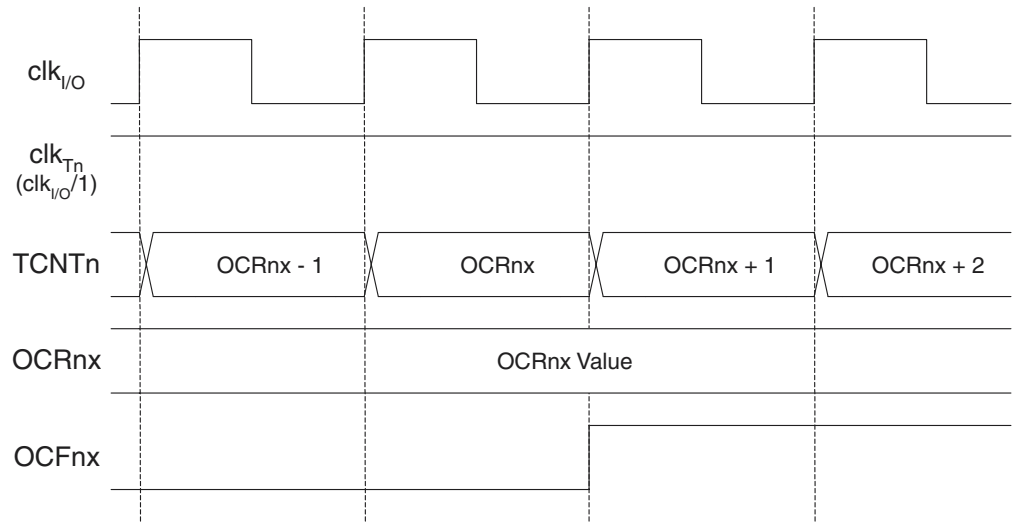 clkI/O
clkTn
(clkI/O/1)
TCNTn OCRnx - 1 OCRnx OCRnx + 1 OCRnx + 2
OCRnx OCRnx Value
OCFnx